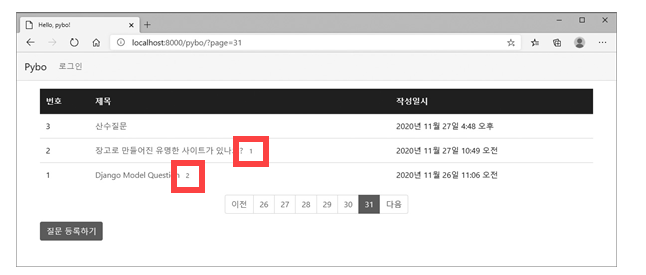 Hello, pybo!
localhost:8000/pybo/?page=31
Pybo 로그인
번호 제목 작성일시
3 산수질문 2020년 11월 27일 4:48 오후
2 장고로 만들어진 유명한 사이트가 있나 ? 1 2020년 11월 27일 10:49 오전
1 Django Model Question 2 2020년 11월 26일 11:06 오전
이전 26 27 28 29 30 31 다음
질문 등록하기